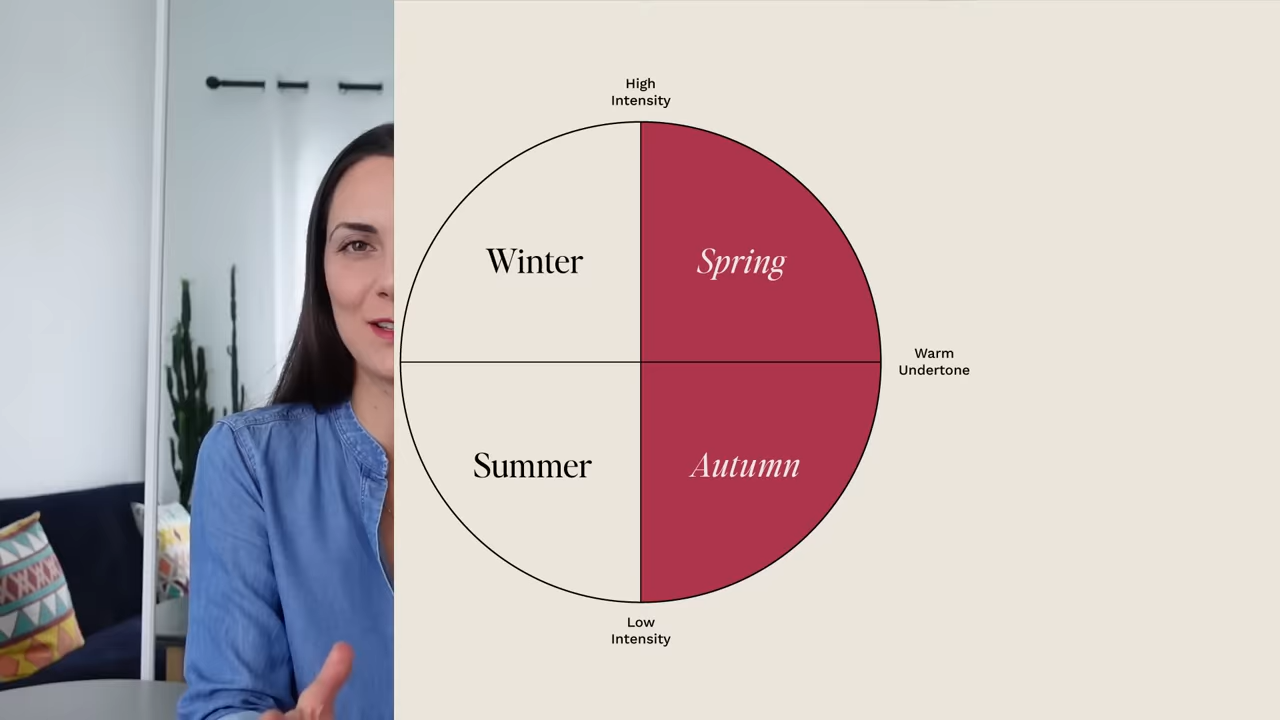 High
Intensity
Winter
Spring
Warm
Undertone
Summer
Autumn
Low
Intensity